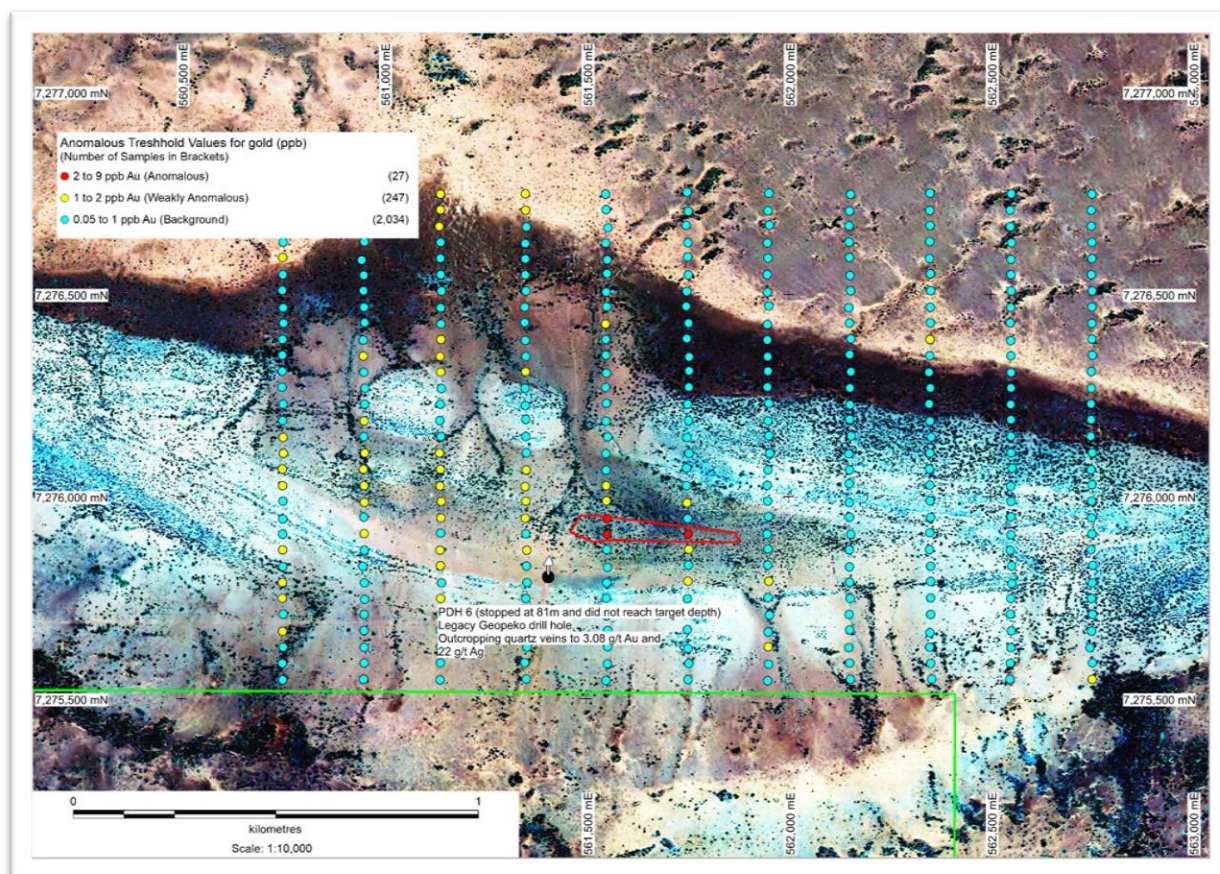 560,500 mE
561,000 mE
561,500 mE
562,000 mE
562,500 mE
7,277,000 mN
7,277,000 mN
Anomalous Treshhold Values for gold (ppb)
(Number of Samples in Brackets)
2 to 9 ppb Au (Anomalous) (27)
1 to 2 ppb Au (Weakly Anomalous) (247)
0.05 to 1 ppb Au (Background) (2,034)
7,276,500 mN
7,276,500 mN
7,276,000 mN
7,276,000 mN
PDH 6 (stopped at 81m and did not reach target depth)
Legacy Geopeko drill hole
Outcropping quartz veins to 3.08 g/t Au and
22 g/t Ag
7,275,500 mN
7,275,500 mN
0 1
kilometres
Scale: 1:10,000
561,500 mE
562,000 mE
562,500 mE
563,000 mE